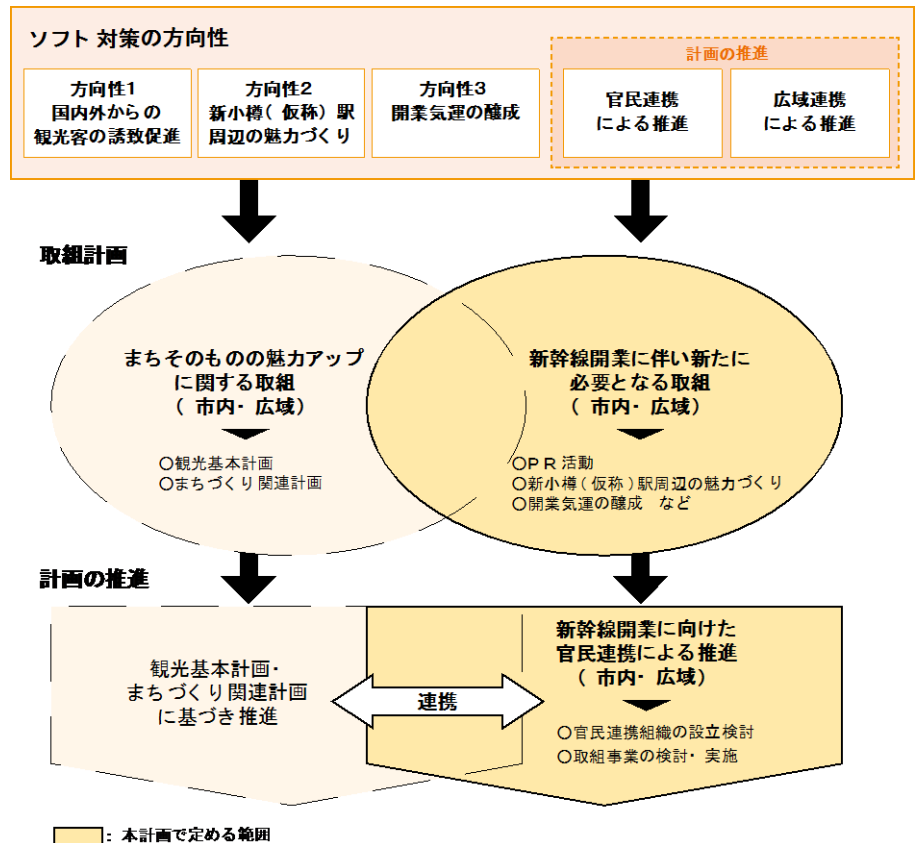 ソフト対策の方向性
計画の推進
方向性1
国内外からの
観光客の誘致促進
方向性2
新小樽(仮称)駅
周辺の魅力づくり
方向性3
開業気運の醸成
官民連携
による推進
広域連携
による推進
取組計画
まちそのものの魅力アップ
に関する取組
(市内・広域)
○観光基本計画
○まちづくり関連計画
新幹線開業に伴い新たに
必要となる取組
(市内・広域)
○PR活動
○新小樽(仮称)駅周辺の魅力づくり
○開業気運の醸成 など
計画の推進
観光基本計画・
まちづくり関連計画
に基づき推進
連携
新幹線開業に向けた
官民連携による推進
(市内・広域)
○官民連携組織の設立検討
○取組事業の検討・実施
:本計画で定める範囲